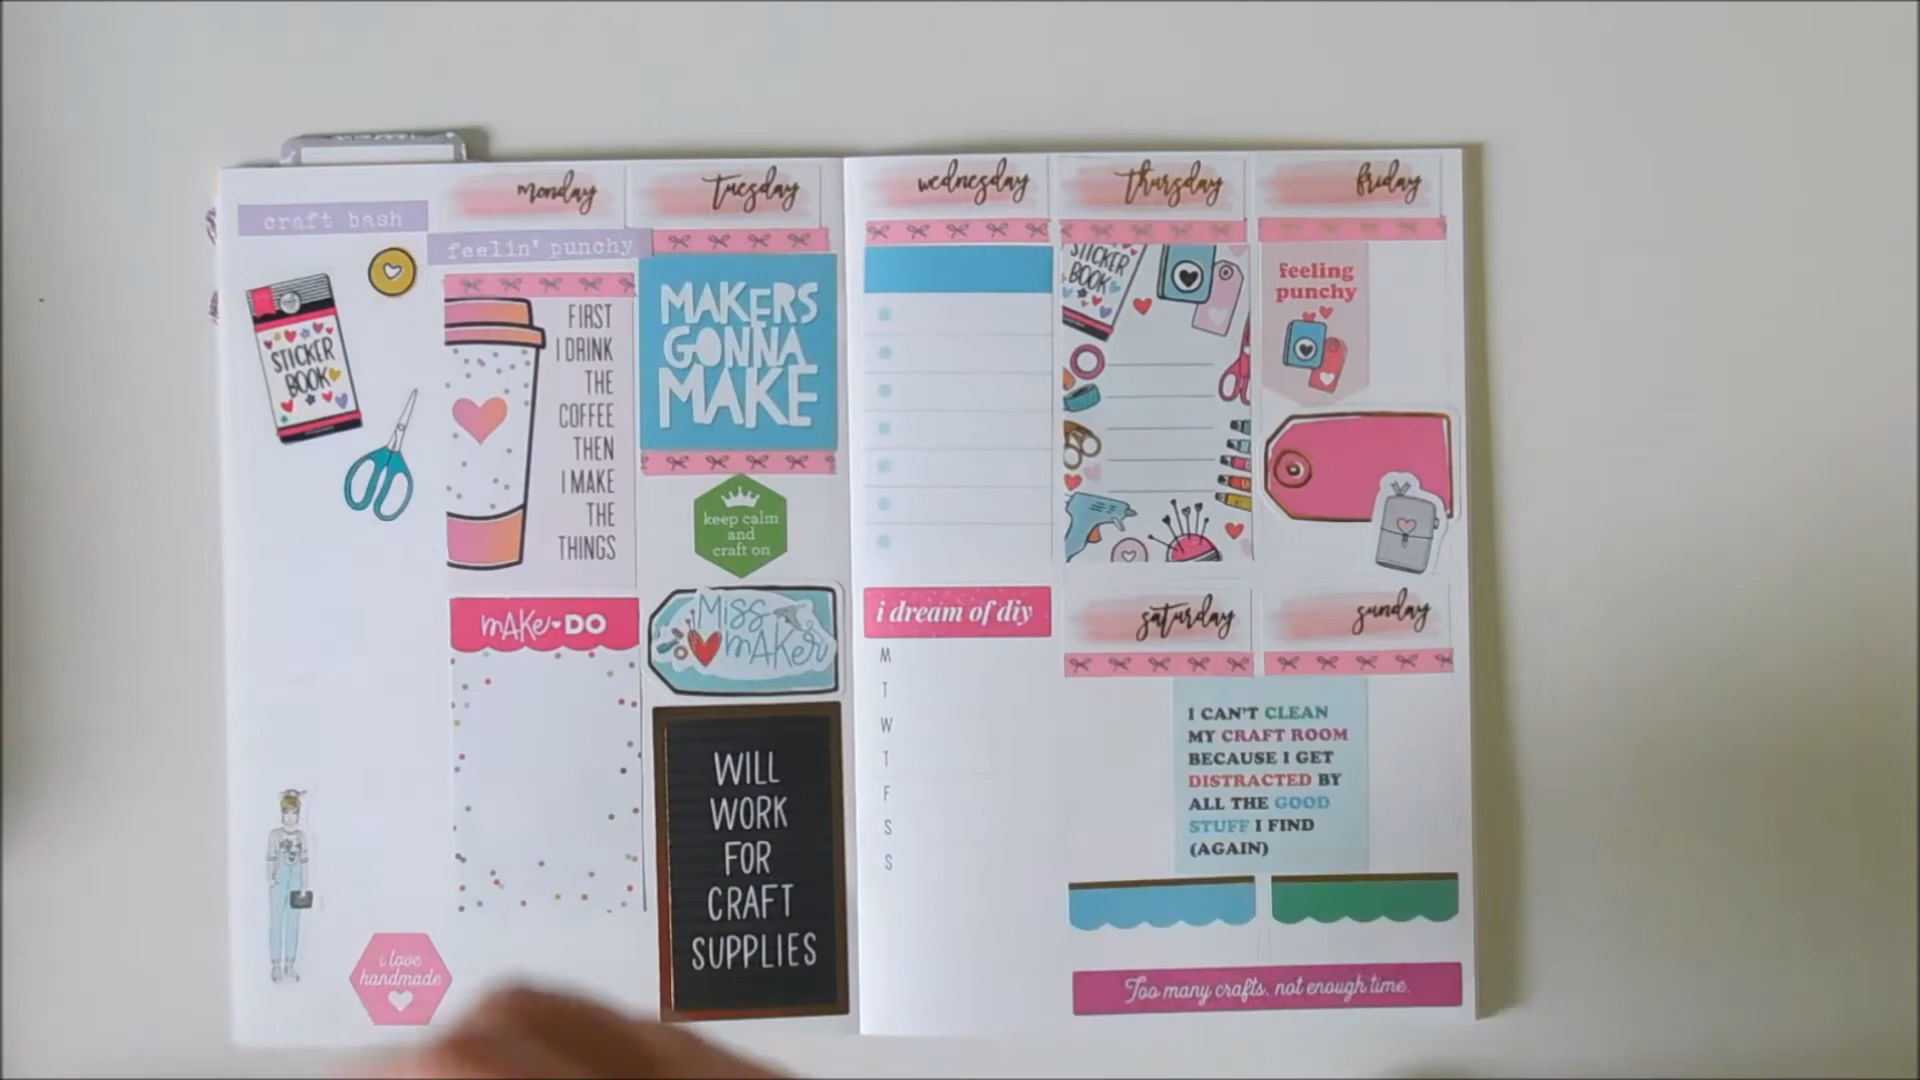 craft bash
STICKER
BOOK
i love
handmade
monday
feelin' punchy
FIRST
I DRINK
THE
COFFEE
THEN
I MAKE
THE
THINGS
make DO
tuesday
MAKERS
GONNA
MAKE
keep calm
and
craft on
Miss
maker
WILL
WORK
FOR
CRAFT
SUPPLIES
wednesday
i dream of diy
M
T
W
T
F
S
S
thursday
STICKER
BOOK
friday
feeling
punchy
saturday
sunday
I CAN'T CLEAN
MY CRAFT ROOM
BECAUSE I GET
DISTRACTED BY
ALL THE GOOD
STUFF I FIND
(AGAIN)
Too many crafts, not enough time.